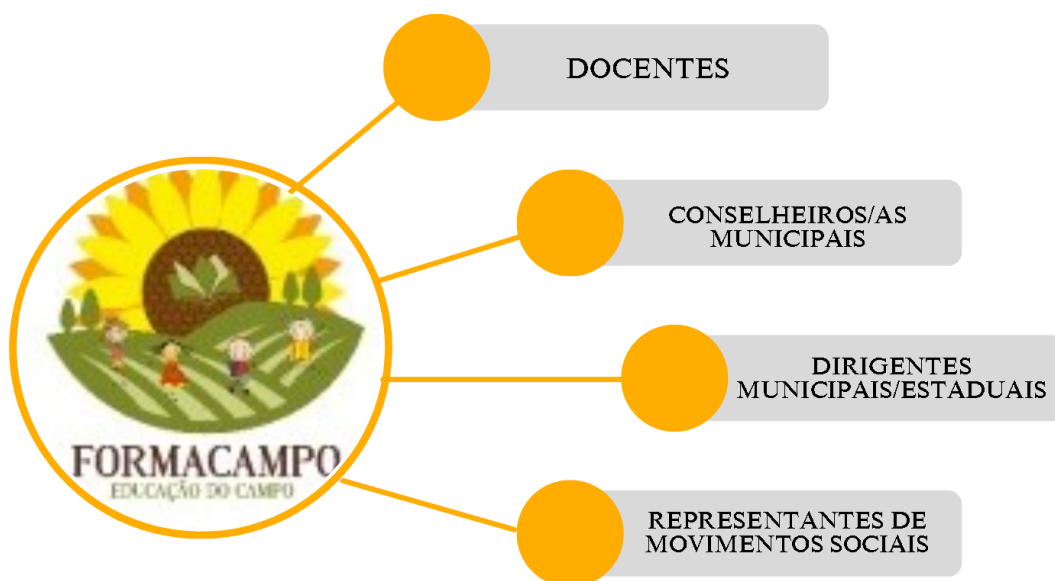 DOCENTES
CONSELHEIROS/AS
MUNICIPAIS
DIRIGENTES
MUNICIPAIS/ESTADUAIS
FORMACAMPO
EDUCAÇÃO DO CAMPO
REPRESENTANTES DE
MOVIMENTOS SOCIAIS